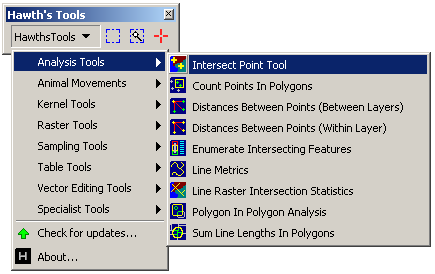 Hawth's Tools
HawthsTools
Analysis Tools
Animal Movements
Kernel Tools
Raster Tools
Sampling Tools
Table Tools
Vector Editing Tools
Specialist Tools
Check for updates...
H About...
Intersect Point Tool
Count Points In Polygons
Distances Between Points (Between Layers)
Distances Between Points (Within Layer)
Enumerate Intersecting Features
Line Metrics
Line Raster Intersection Statistics
Polygon In Polygon Analysis
Sum Line Lengths In Polygons